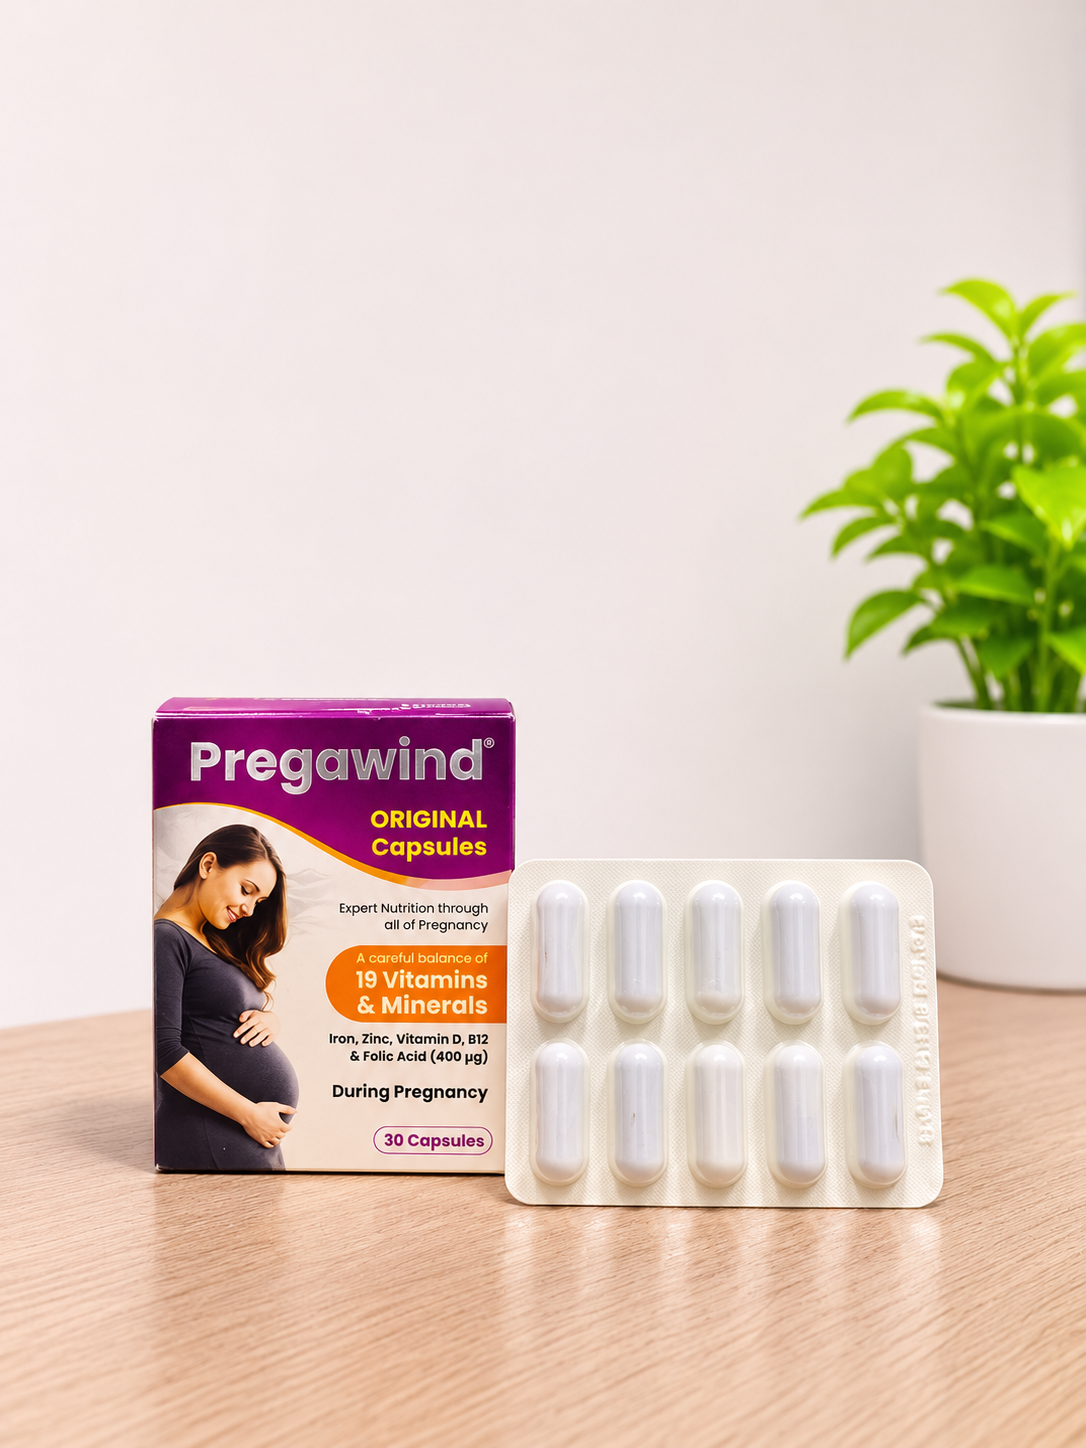 Pregawind®
ORIGINAL
Capsules
Expert Nutrition through
all of Pregnancy
A careful balance of
19 Vitamins
& Minerals
Iron, Zinc, Vitamin D, B12
& Folic Acid (400 µg)
During Pregnancy
30 Capsules